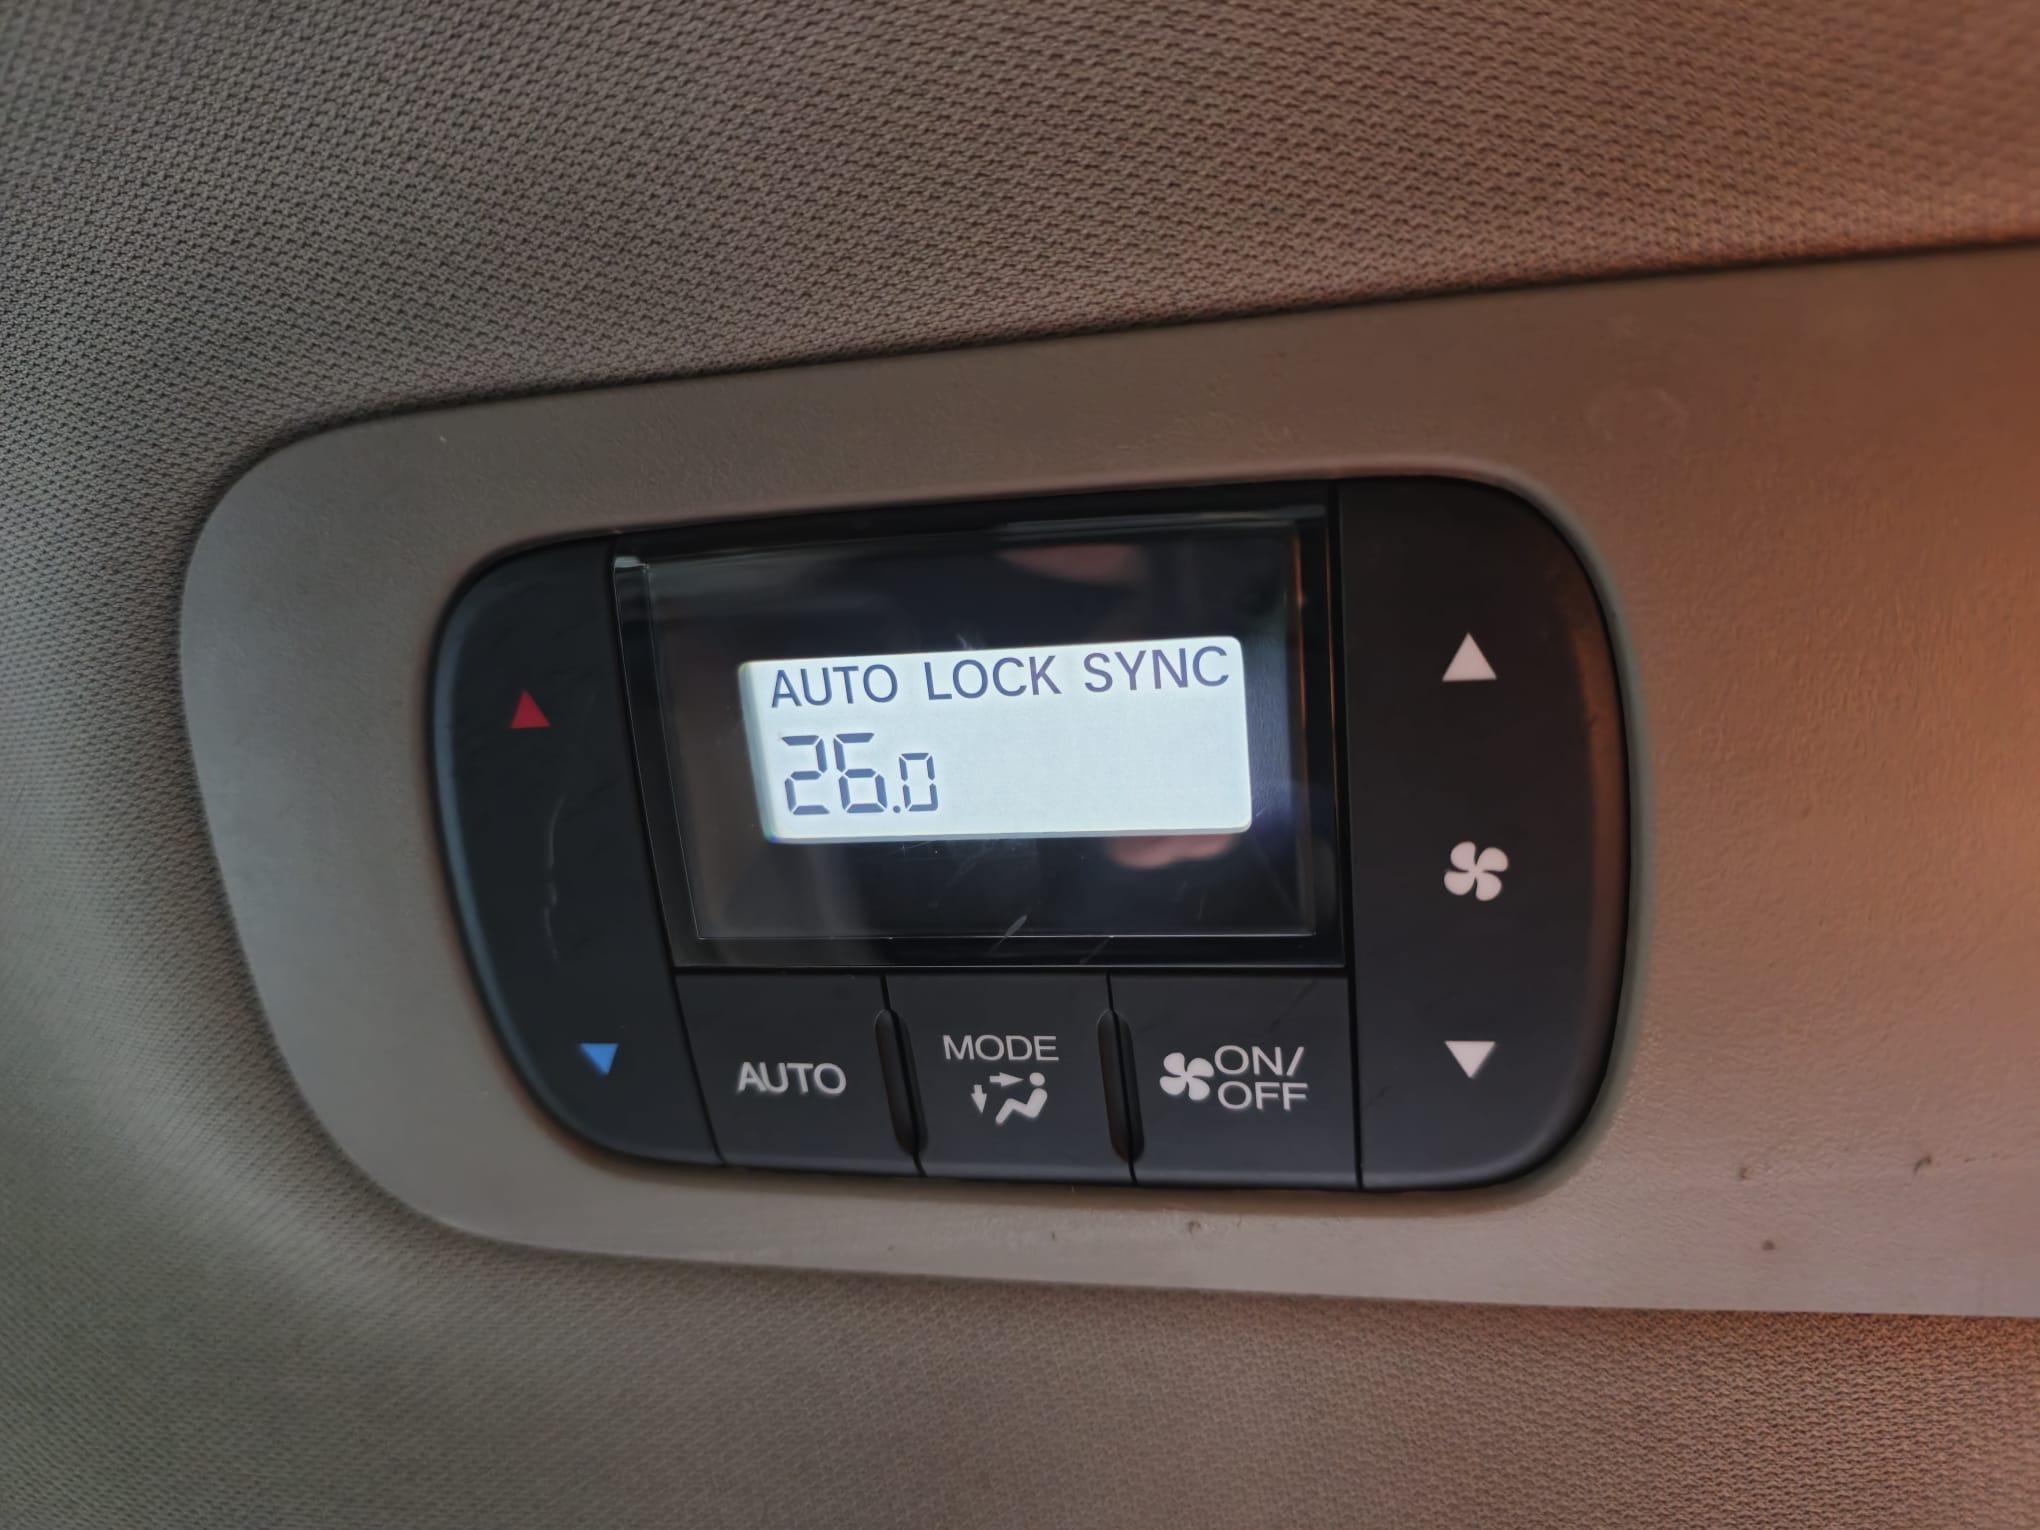 AUTO LOCK SYNC
26.0
AUTO
MODE
ON/
OFF